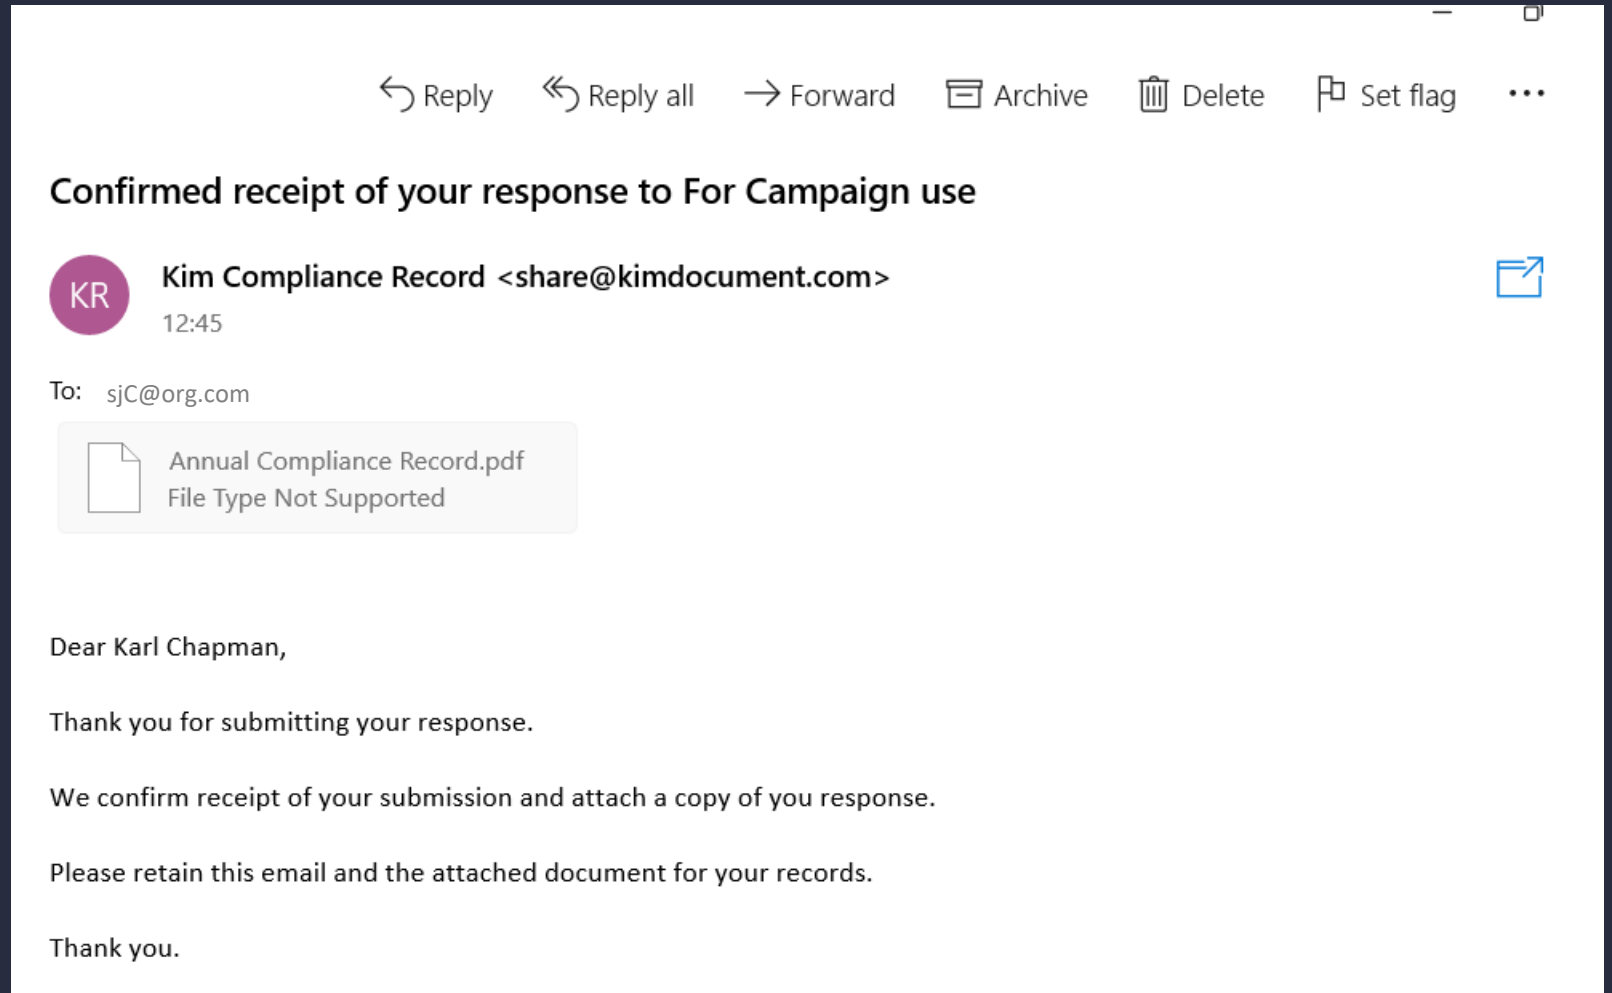 Reply Reply all Forward Archive Delete Set flag ...
Confirmed receipt of your response to For Campaign use
KR
Kim Compliance Record <share@kimdocument.com>
12:45
To: sjC@org.com
Annual Compliance Record.pdf
File Type Not Supported
Dear Karl Chapman,
Thank you for submitting your response.
We confirm receipt of your submission and attach a copy of you response.
Please retain this email and the attached document for your records.
Thank you.